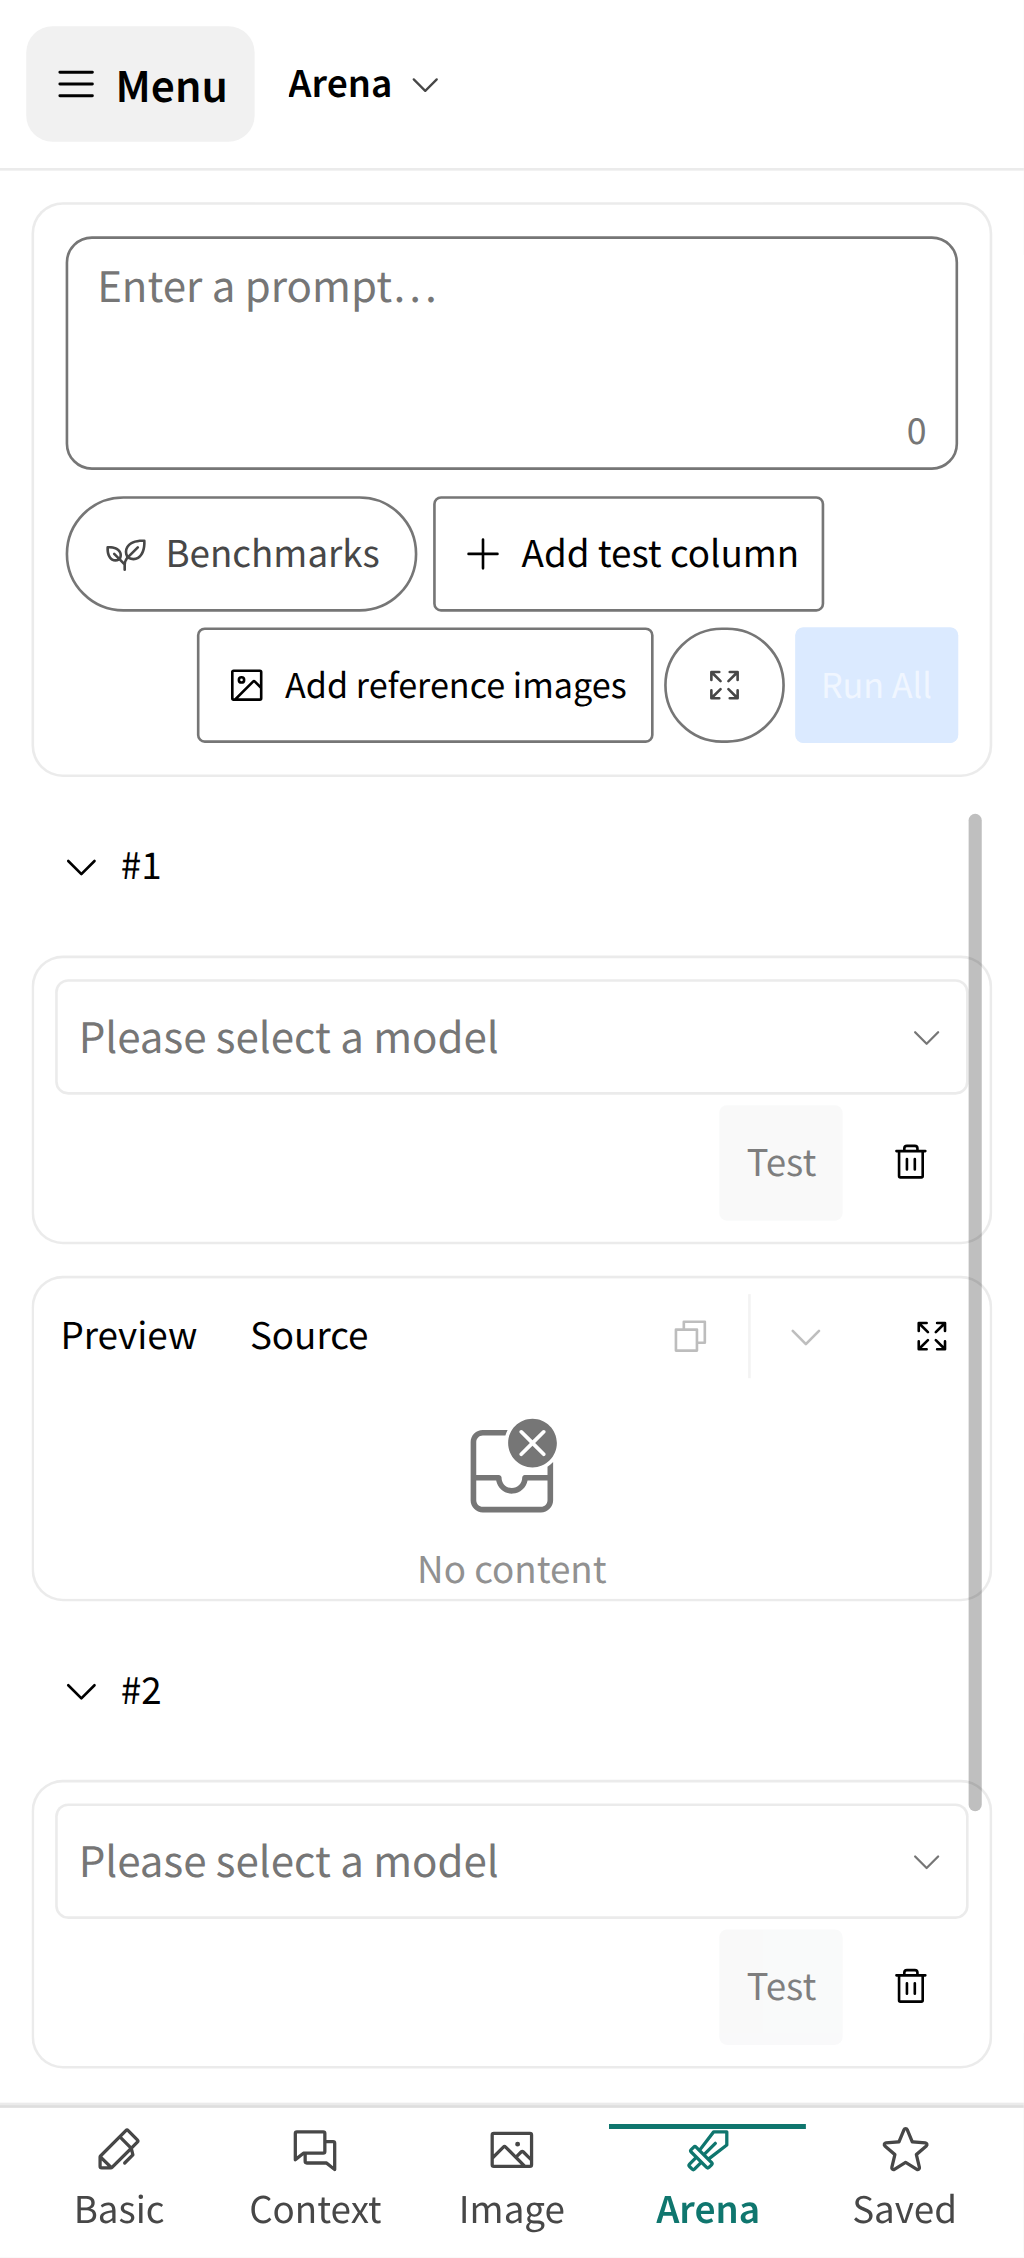 Menu Arena
Enter a prompt…
0
Benchmarks Add test column
Add reference images Run All
#1
Please select a model
Test
Preview Source
No content
#2
Please select a model
Test
Basic Context Image Arena Saved